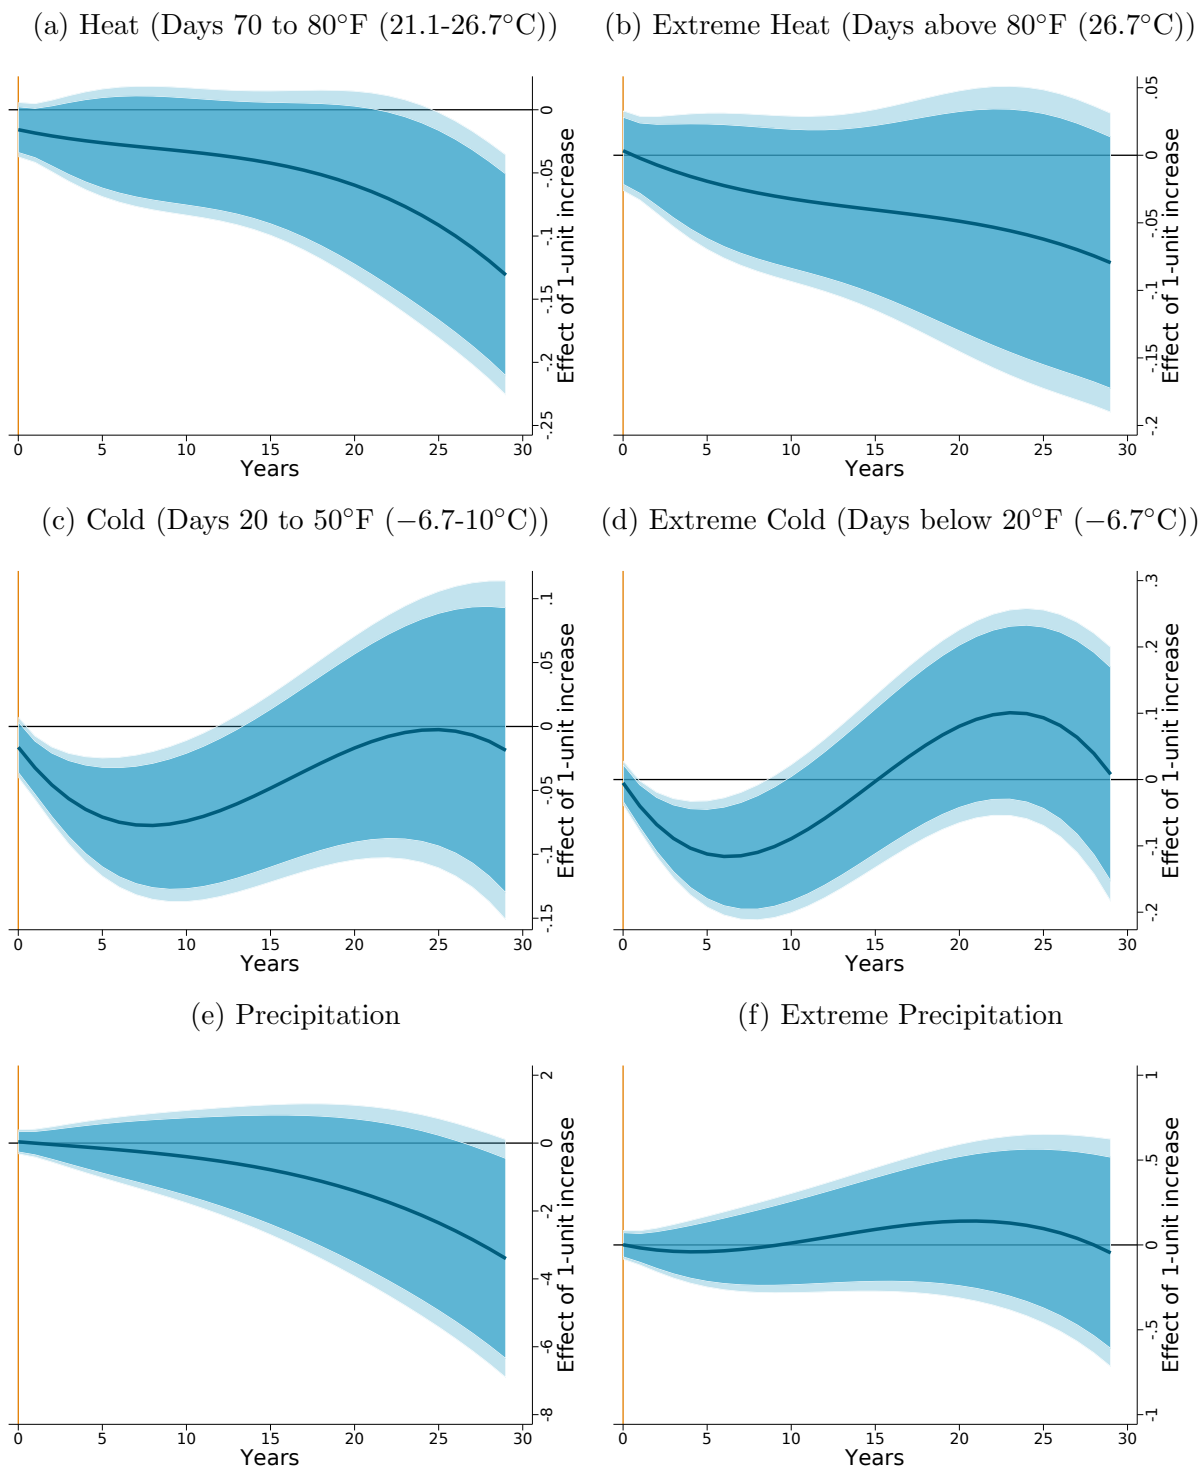 (a) Heat (Days 70 to 80°F (21.1-26.7°C))
0
-.05
-.1
-.15
-.2
-.25
Effect of 1-unit increase
0 5 10 15 20 25 30
Years
(b) Extreme Heat (Days above 80°F (26.7°C)
.05
0
-.05
-.1
-.15
-.2
Effect of 1-unit increase
0 5 10 15 20 25 30
Years
(c) Cold (Days 20 to 50°F (−6.7-10°C))
.1
.05
0
-.05
-.1
-.15
Effect of 1-unit increase
0 5 10 15 20 25 30
Years
(d) Extreme Cold (Days below 20°F (−6.7°C))
.3
.2
.1
0
-.1
-.2
Effect of 1-unit increase
0 5 10 15 20 25 30
Years
(e) Precipitation
2
0
-2
-4
-6
-8
Effect of 1-unit increase
0 5 10 15 20 25 30
Years
(f) Extreme Precipitation
1
.5
0
-.5
-1
Effect of 1-unit increase
0 5 10 15 20 25 30
Years